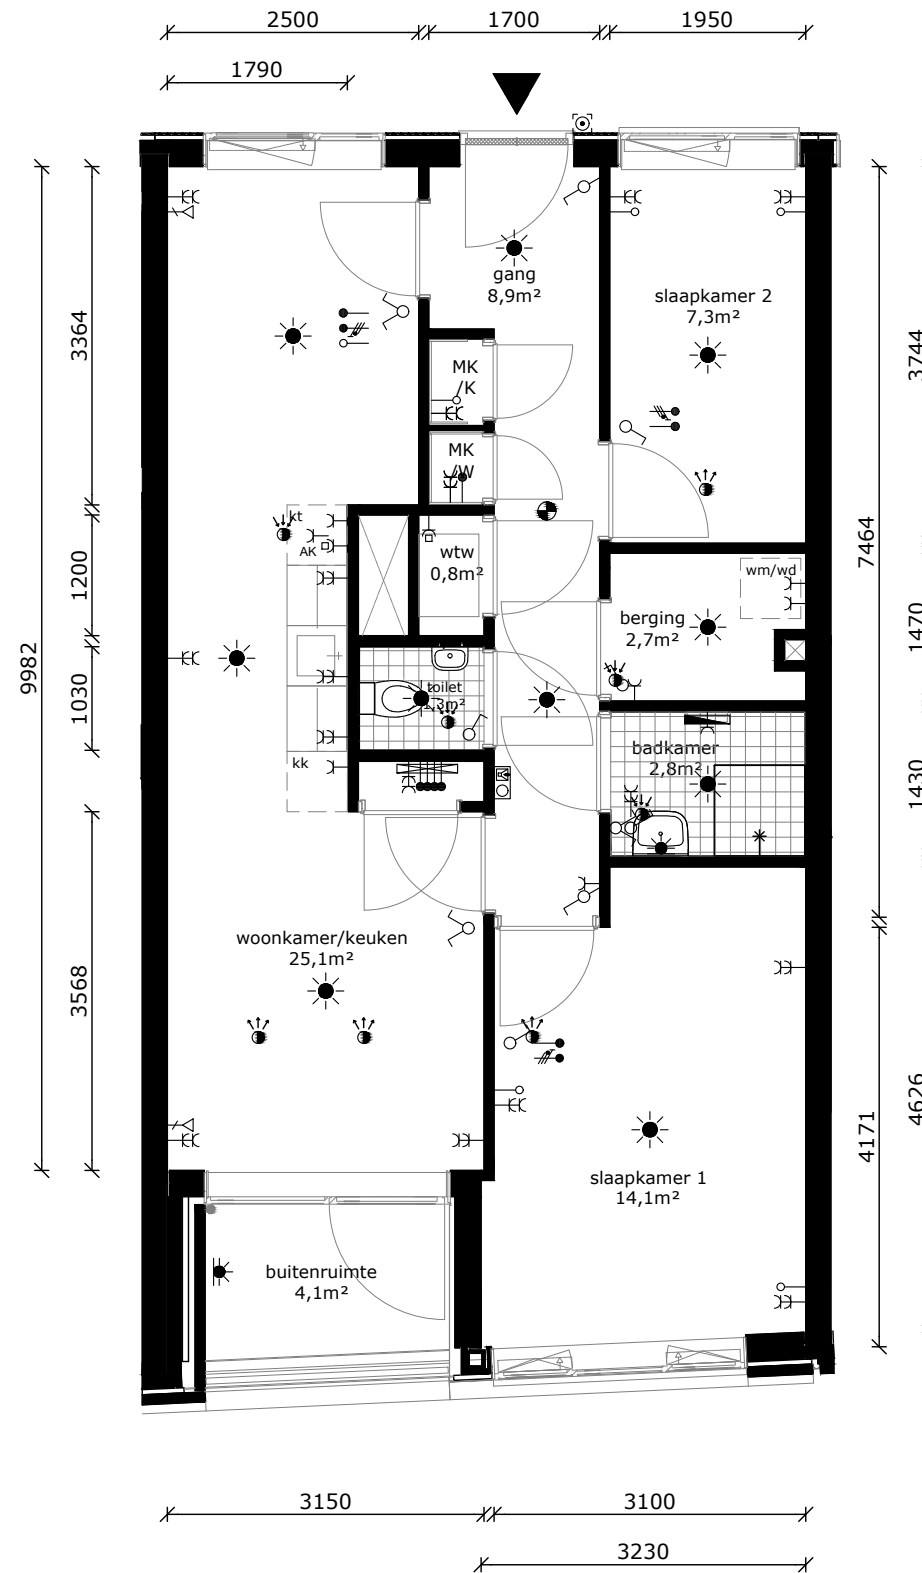 2500
1700
1950
1790
gang
8,9m²
slaapkamer 2
7,3m²
3364
3744
MK
/K
MK
/W
kt
AK
wtw
0,8m²
7464
wm/wd
1200
berging
2,7m²
1470
9982
1030
toilet
1,3m²
badkamer
2,8m²
kk
1430
woonkamer/keuken
25,1m²
3568
4626
4171
slaapkamer 1
14,1m²
buitenruimte
4,1m²
3150
3100
3230